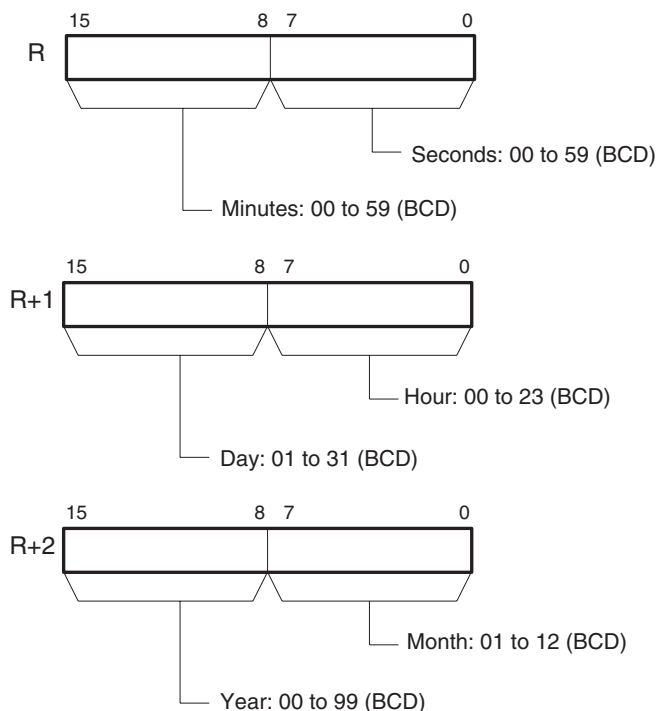 15 8 7 0
R
Seconds: 00 to 59 (BCD)
Minutes: 00 to 59 (BCD)
15 8 7 0
R+1
Hour: 00 to 23 (BCD)
Day: 01 to 31 (BCD)
15 8 7 0
R+2
Month: 01 to 12 (BCD)
Year: 00 to 99 (BCD)